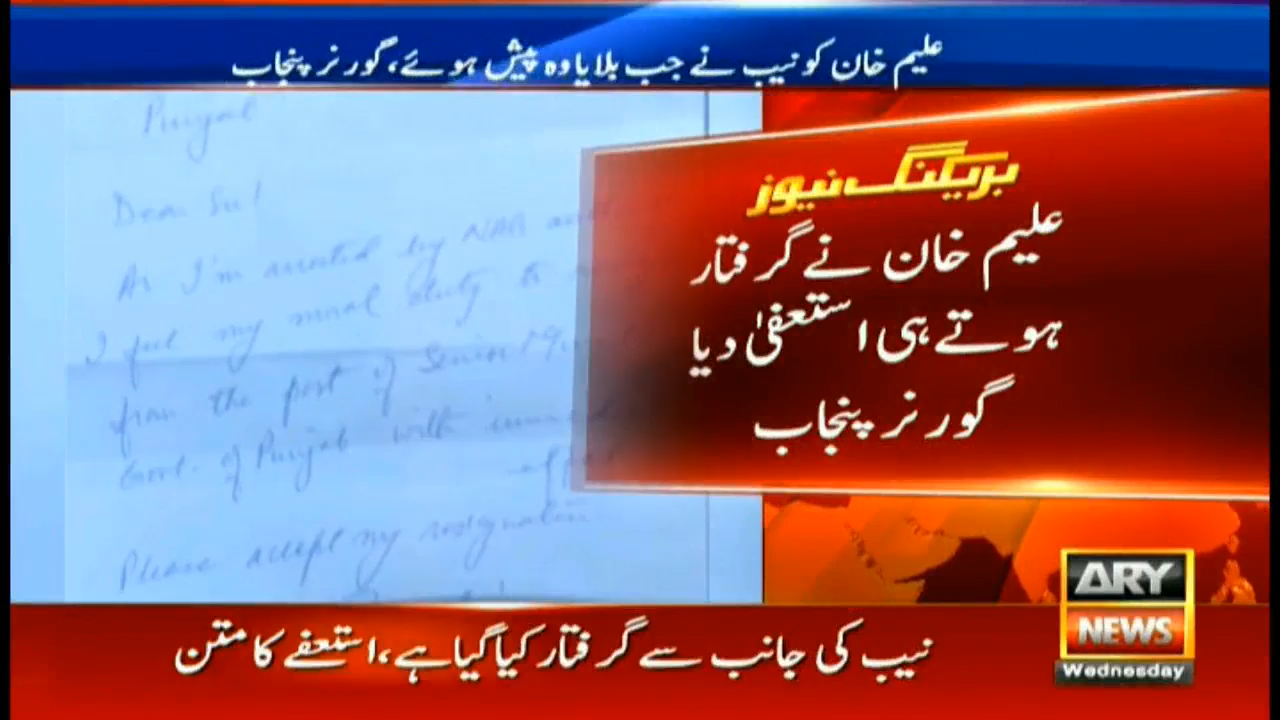 علیم خان کو نیب نے جب بلایا وہ پیش ہوئے، گورنر پنجاب
Punjab
Dear Sir!
As I'm arrested by NAB
I feel my moral duty to
from the post of Senior
Govt. of Punjab with
Please accept my resignation
بریکنگ نیوز
علیم خان نے گرفتار
ہوتے ہی استعفیٰ دیا
گورنر پنجاب
نیب کی جانب سے گرفتار کیا گیا ہے، استعفے کا متن
ARY
NEWS
Wednesday